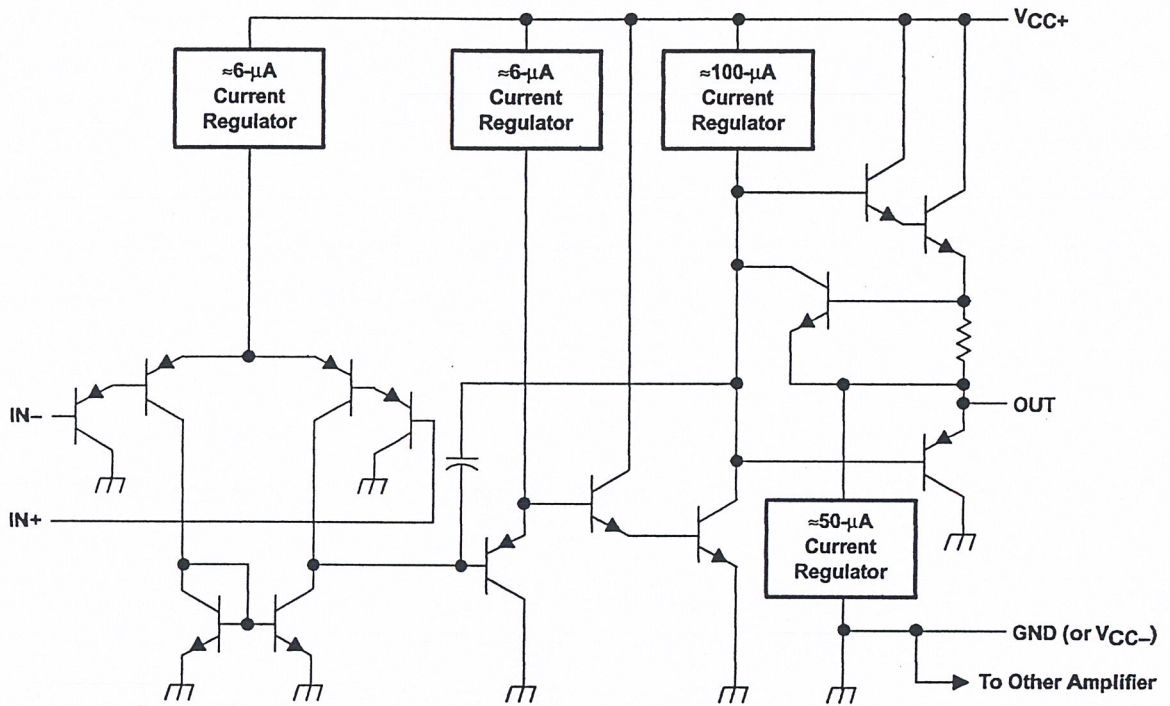 VCC+
≈6-μA
Current
Regulator
≈6-μA
Current
Regulator
≈100-μA
Current
Regulator
IN–
OUT
IN+
≈50-μA
Current
Regulator
GND (or VCC–)
To Other Amplifier